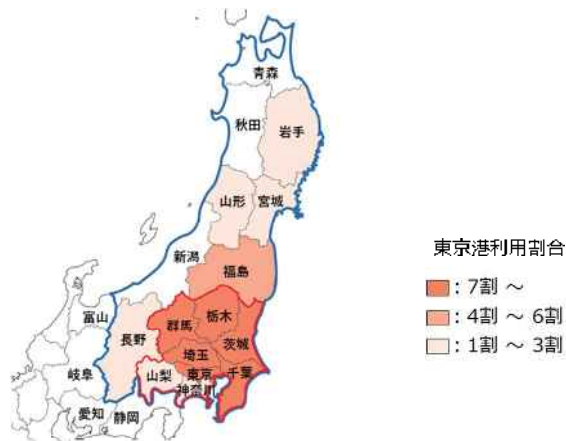 青森
秋田
岩手
山形
宮城
新潟
福島
富山
群馬
栃木
長野
茨城
埼玉
岐阜
山梨
東京
千葉
神奈川
愛知
静岡
東京港利用割合
：7割 ～
：4割 ～ 6割
：1割 ～ 3割